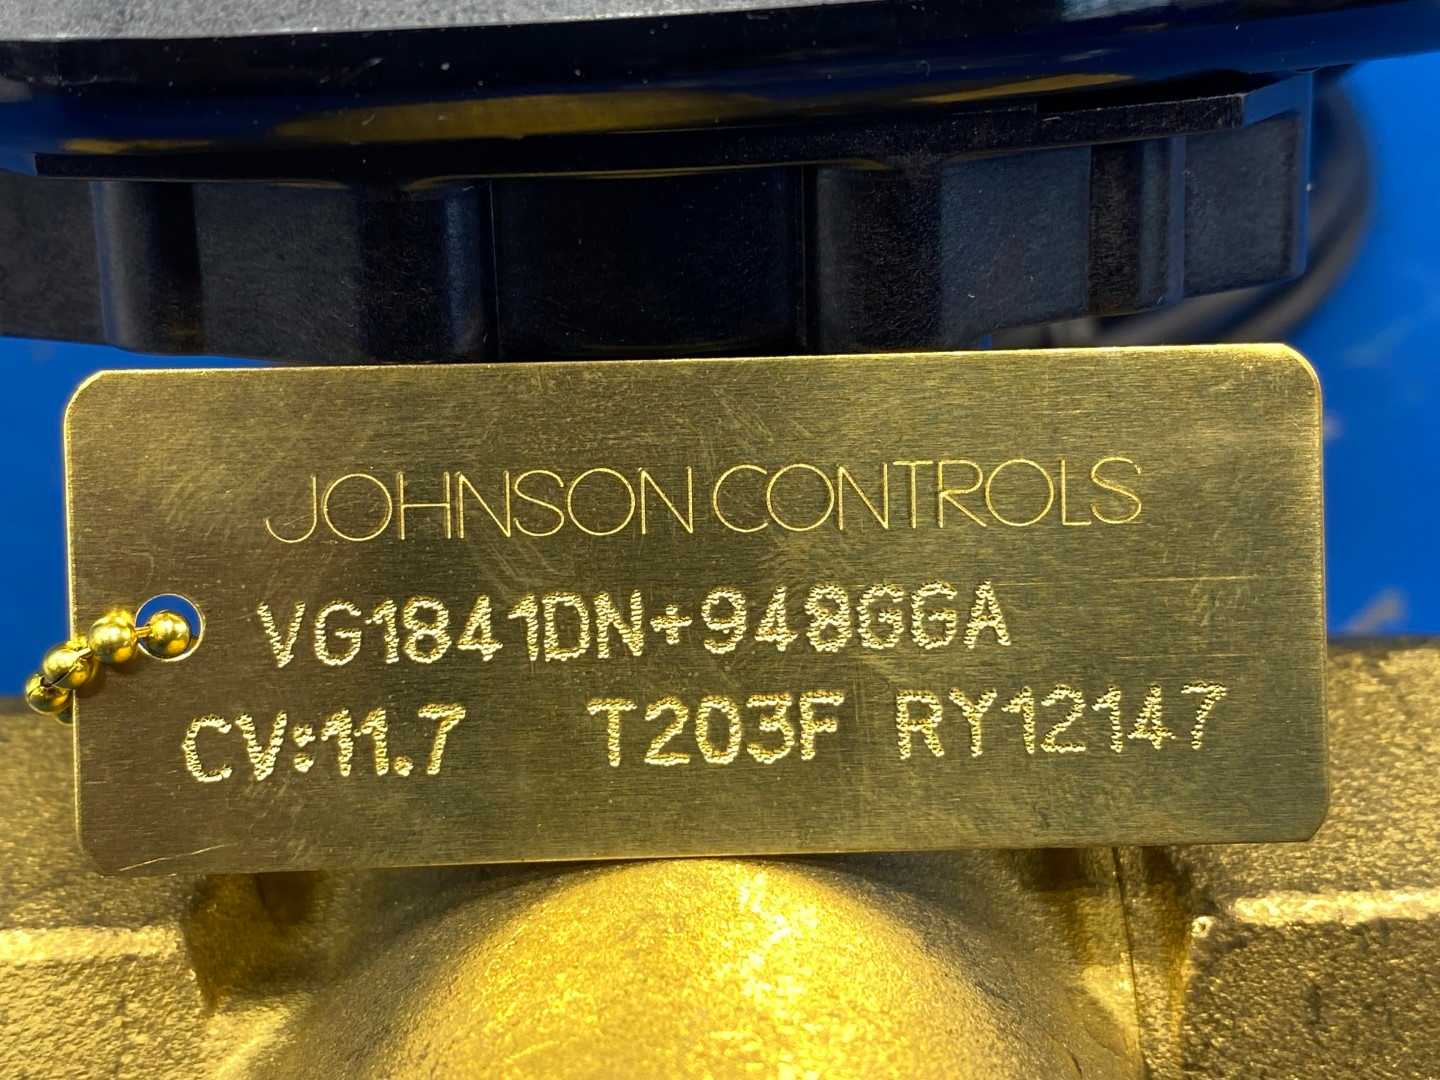 JOHNSON CONTROLS
VG1841DN+948GGA
CV:11.7 T203F RY12147